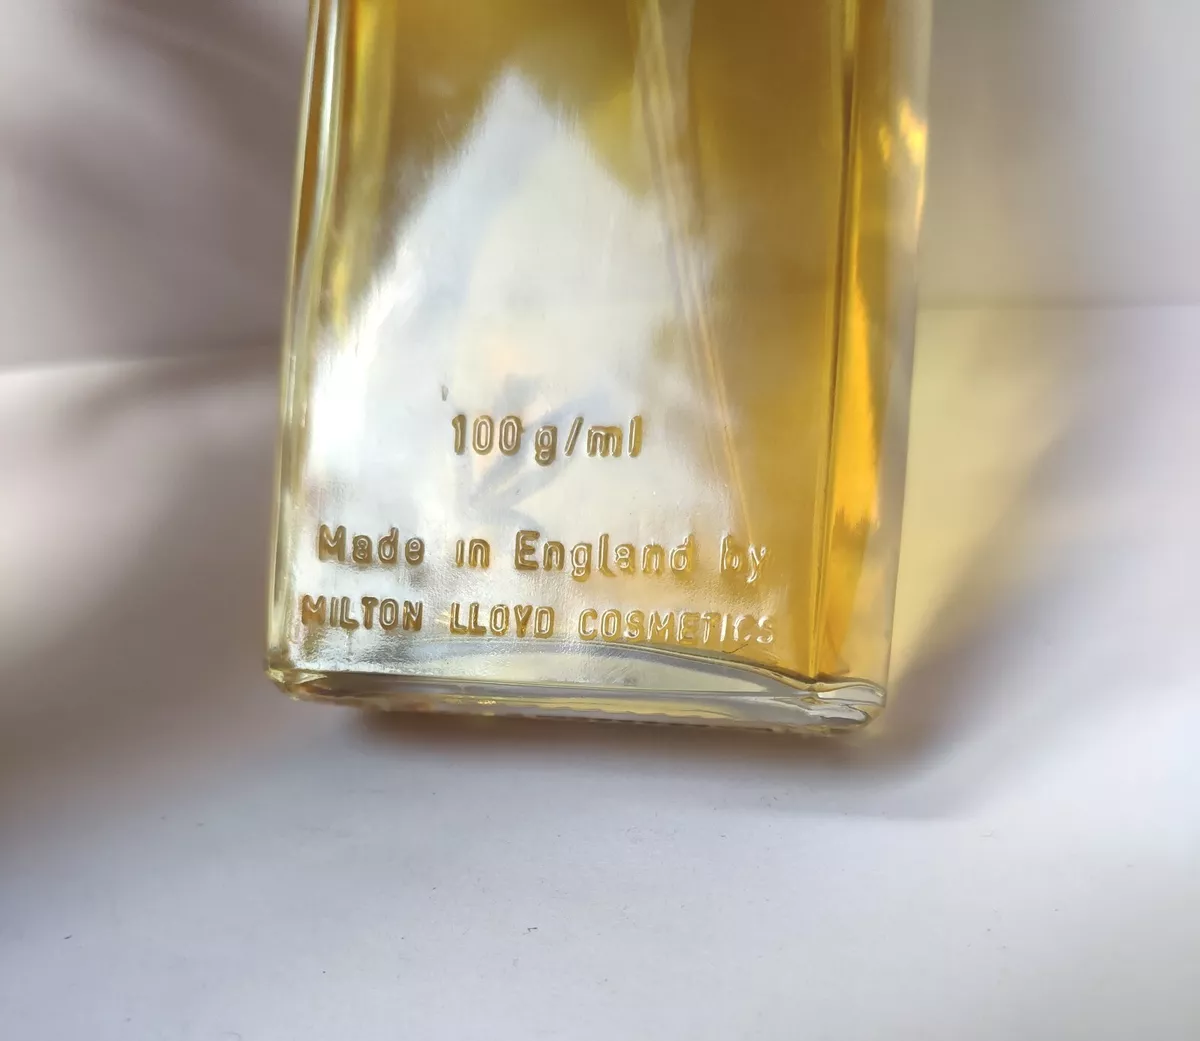 100 g/ml
Made in England by
MILTON LLOYD COSMETICS